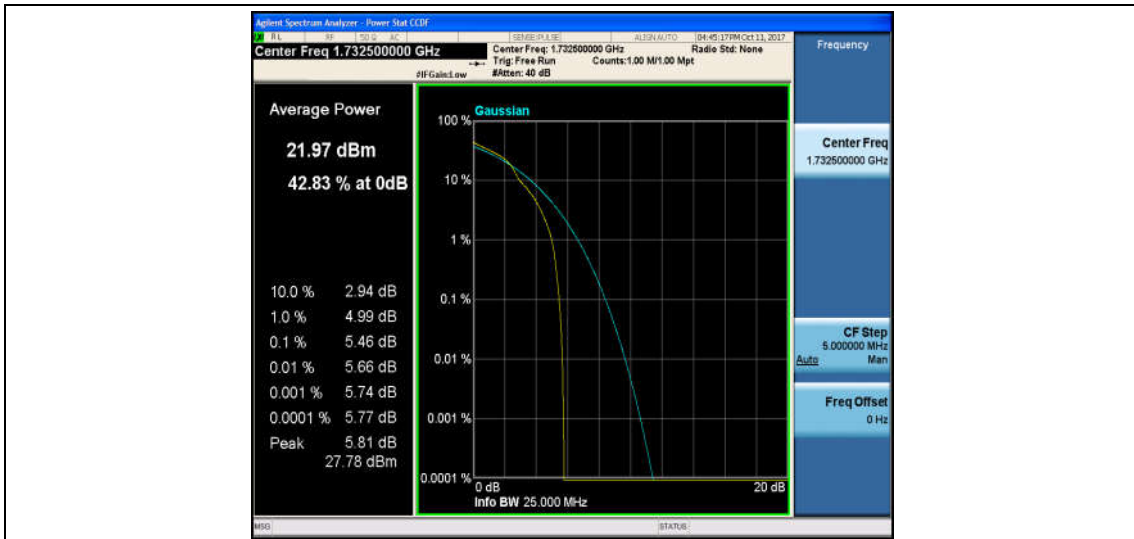 Agilent Spectrum Analyzer - Power Stat CCDF
RL RF 50 Ω AC SENSE:PULSE ALIGN AUTO 04:45:17 PM Oct 11, 2017
Center Freq 1.732500000 GHz
Center Freq: 1.732500000 GHz Radio Std: None
Trig: Free Run Counts:1.00 M/1.00 Mpt
#IFGain:Low #Atten: 40 dB
Frequency
Average Power
21.97 dBm
42.83 % at 0dB
10.0 % 2.94 dB
1.0 % 4.99 dB
0.1 % 5.46 dB
0.01 % 5.66 dB
0.001 % 5.74 dB
0.0001 % 5.77 dB
Peak 5.81 dB
27.78 dBm
Gaussian
100 %
10 %
1 %
0.1 %
0.01 %
0.001 %
0.0001 %
0 dB 20 dB
Info BW 25.000 MHz
Center Freq
1.732500000 GHz
CF Step
5.000000 MHz
Auto Man
Freq Offset
0 Hz
MSG STATUS